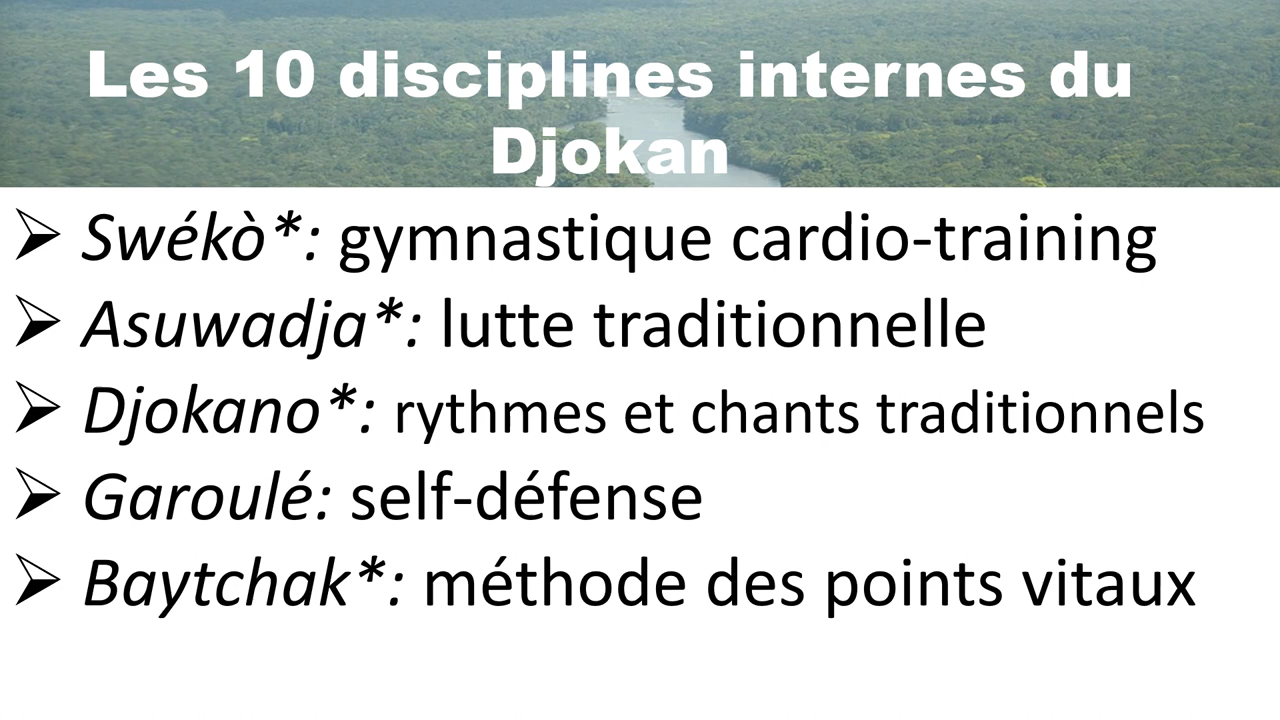 Les 10 disciplines internes du
Djokan
➢ Swékò*: gymnastique cardio-training
➢ Asuwadja*: lutte traditionnelle
➢ Djokano*: rythmes et chants traditionnels
➢ Garoulé: self-défense
➢ Baytchak*: méthode des points vitaux